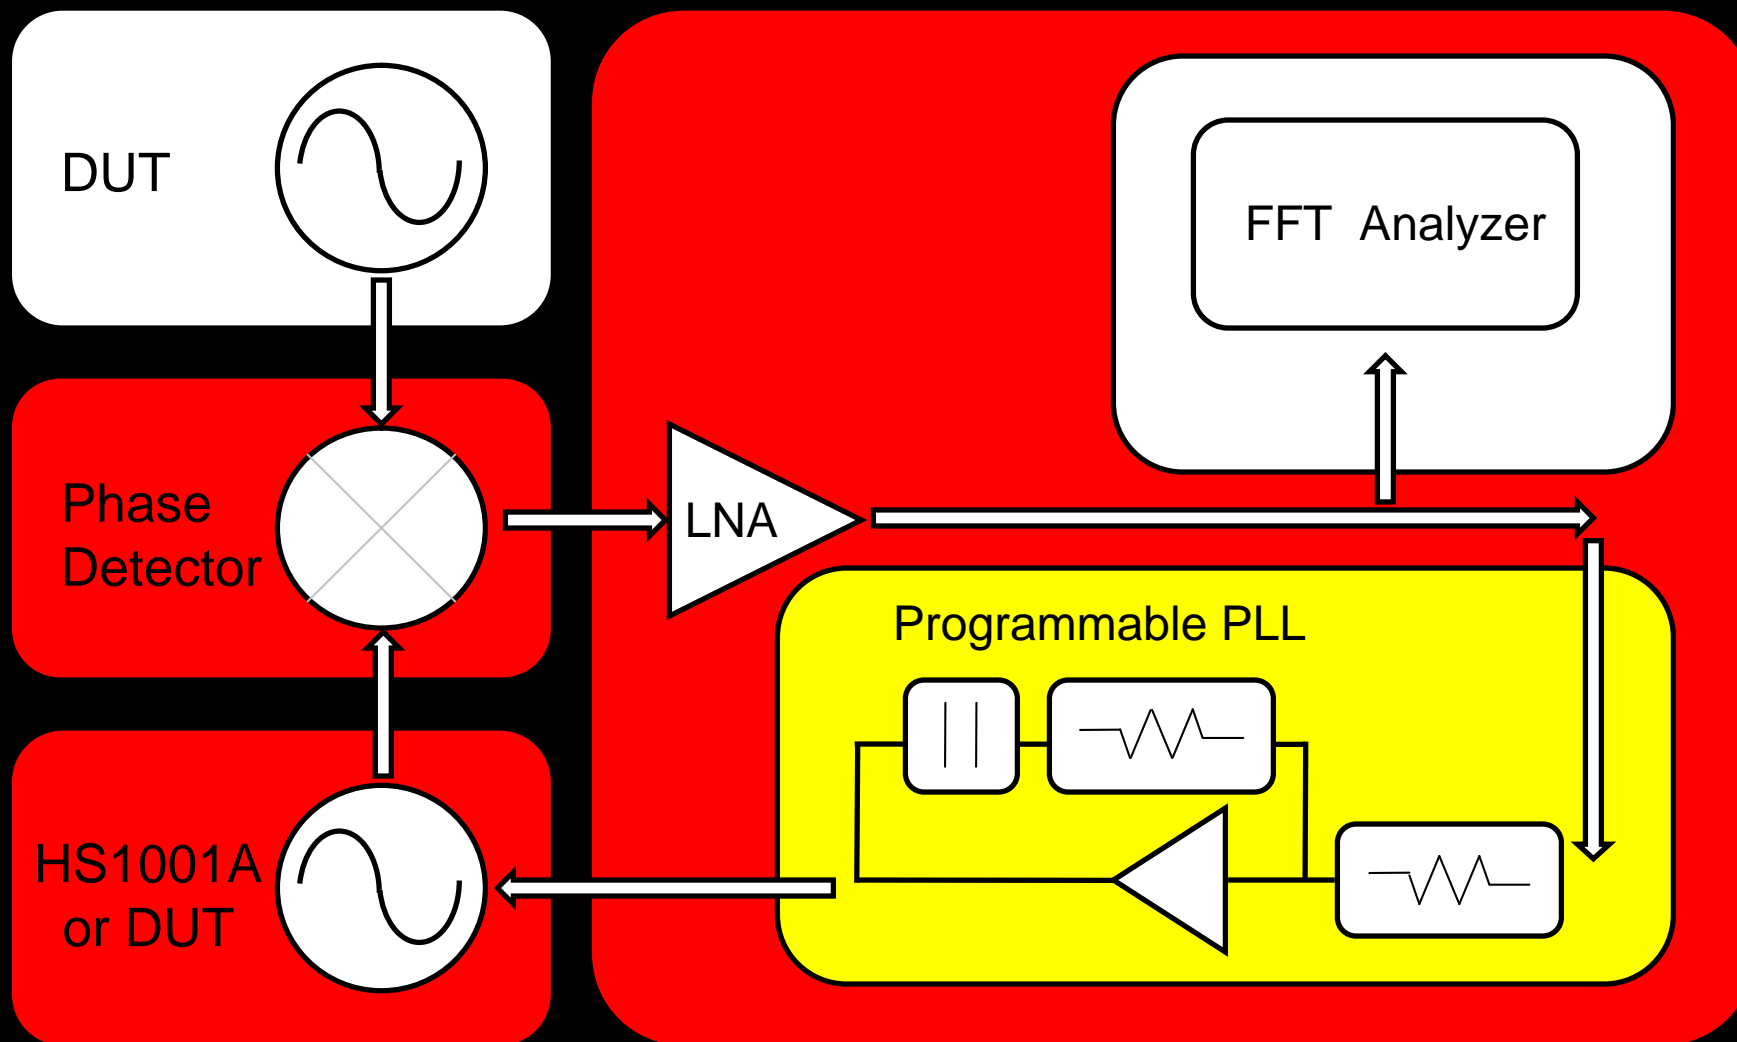 DUT
FFT Analyzer
Phase
Detector
LNA
Programmable PLL
HS1001A
or DUT